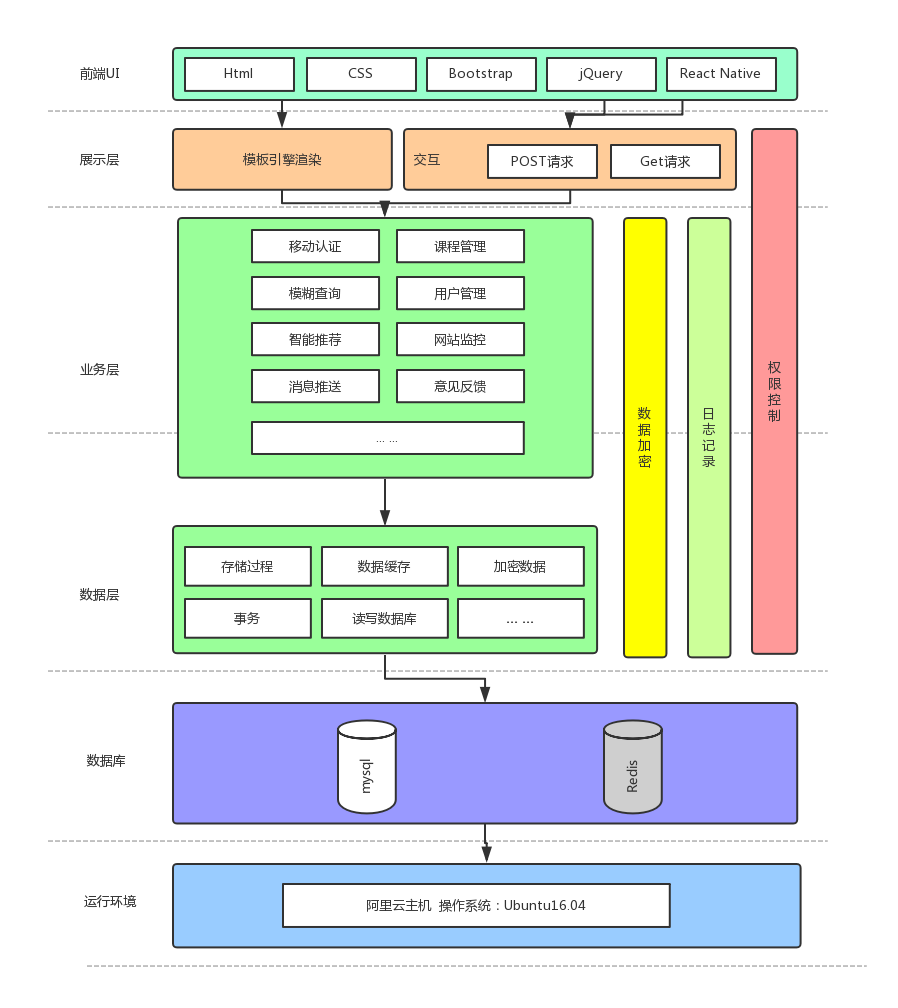 前端UI
Html
CSS
Bootstrap
jQuery
React Native
展示层
模板引擎渲染
交互
POST请求
Get请求
业务层
移动认证
课程管理
模糊查询
用户管理
智能推荐
网站监控
消息推送
意见反馈
... ...
数据加密
日志记录
权限控制
数据层
存储过程
数据缓存
加密数据
事务
读写数据库
... ...
数据库
mysql
Redis
运行环境
阿里云主机 操作系统：Ubuntu16.04